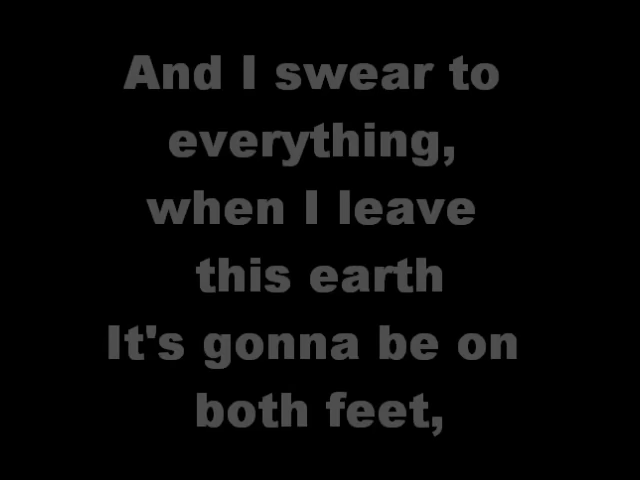 And I swear to
everything,
when I leave
this earth
It's gonna be on
both feet,